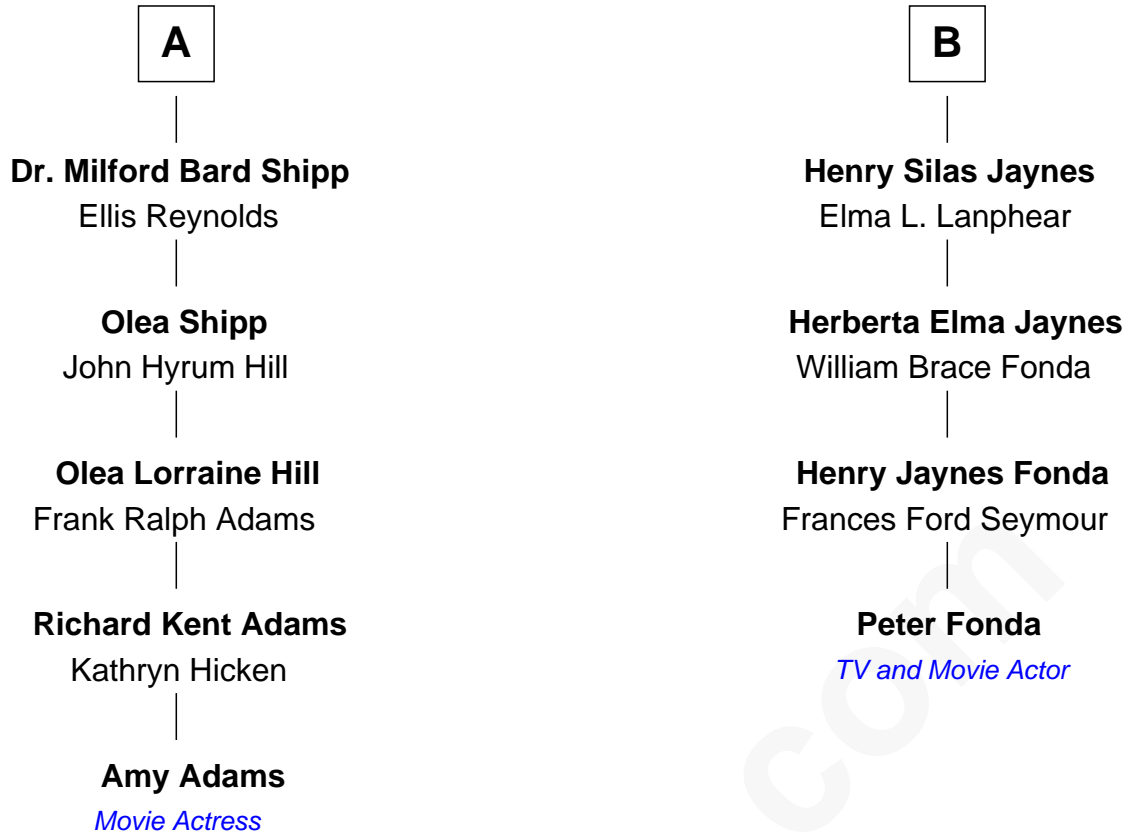 A
Dr. Milford Bard Shipp
Ellis Reynolds
Olea Shipp
John Hyrum Hill
Olea Lorraine Hill
Frank Ralph Adams
Richard Kent Adams
Kathryn Hicken
Amy Adams
Movie Actress
B
Henry Silas Jaynes
Elma L. Lanphear
Herberta Elma Jaynes
William Brace Fonda
Henry Jaynes Fonda
Frances Ford Seymour
Peter Fonda
TV and Movie Actor
com